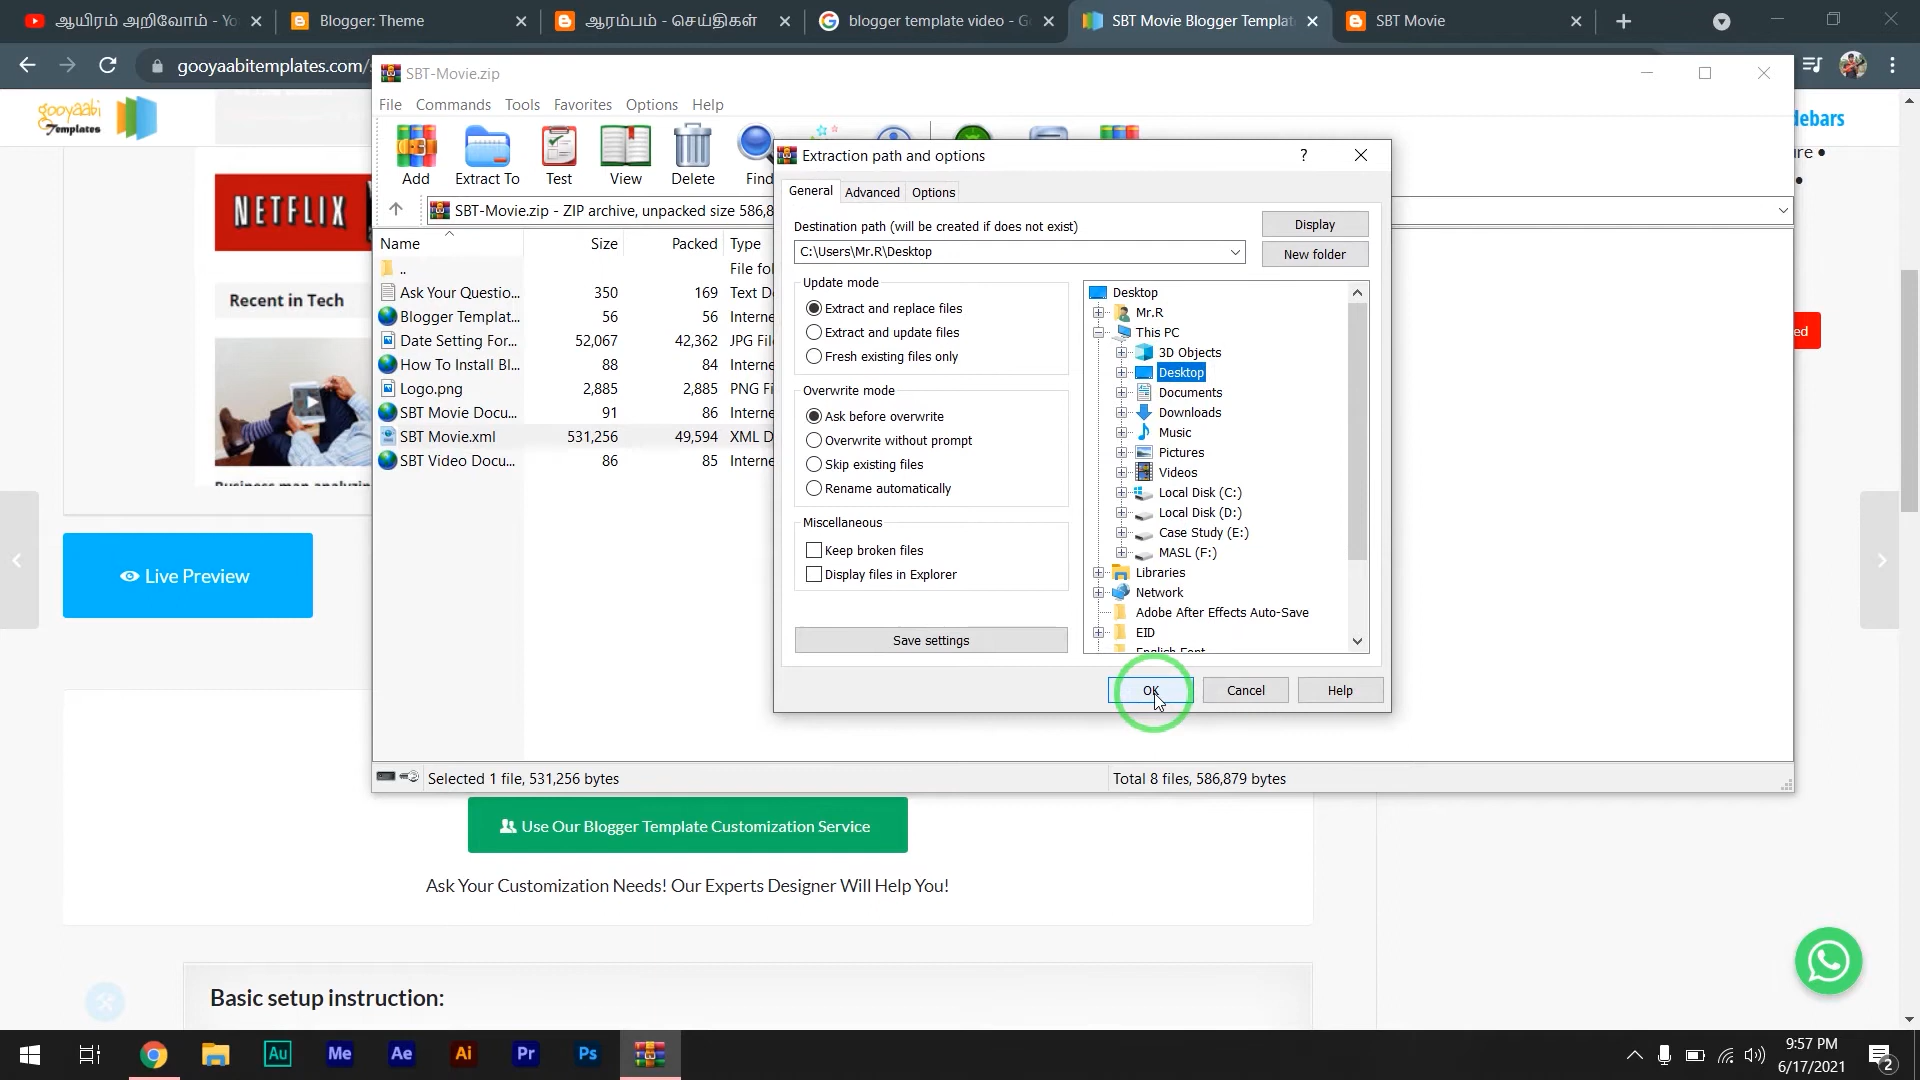 ஆயிரம் அறிவோம் - Yo
Blogger: Theme
ஆரம்பம் - செய்திகள்
blogger template video - G
SBT Movie Blogger Templat
SBT Movie
gooyaabitemplates.com/
SBT-Movie.zip
File Commands Tools Favorites Options Help
gooyaabi
Templates
debars
ure •
Add Extract To Test View Delete Find
SBT-Movie.zip - ZIP archive, unpacked size 586,8
Name Size Packed Type
.. File fol
Ask Your Questio... 350 169 Text D
Blogger Templat... 56 56 Interne
Date Setting For... 52,067 42,362 JPG Fil
How To Install Bl... 88 84 Interne
Logo.png 2,885 2,885 PNG Fi
SBT Movie Docu... 91 86 Interne
SBT Movie.xml 531,256 49,594 XML D
SBT Video Docu... 86 85 Interne
Extraction path and options
?
General Advanced Options
Destination path (will be created if does not exist)
C:\Users\Mr.R\Desktop
Display
New folder
Update mode
Extract and replace files
Extract and update files
Fresh existing files only
Overwrite mode
Ask before overwrite
Overwrite without prompt
Skip existing files
Rename automatically
Miscellaneous
Keep broken files
Display files in Explorer
Save settings
Desktop
Mr.R
This PC
3D Objects
Desktop
Documents
Downloads
Music
Pictures
Videos
Local Disk (C:)
Local Disk (D:)
Case Study (E:)
MASL (F:)
Libraries
Network
Adobe After Effects Auto-Save
EID
English Font
OK Cancel Help
NETFLIX
Recent in Tech
ed
Live Preview
Selected 1 file, 531,256 bytes
Total 8 files, 586,879 bytes
Use Our Blogger Template Customization Service
Ask Your Customization Needs! Our Experts Designer Will Help You!
Basic setup instruction:
Au Me Ae Ai Pr Ps
9:57 PM
6/17/2021
2